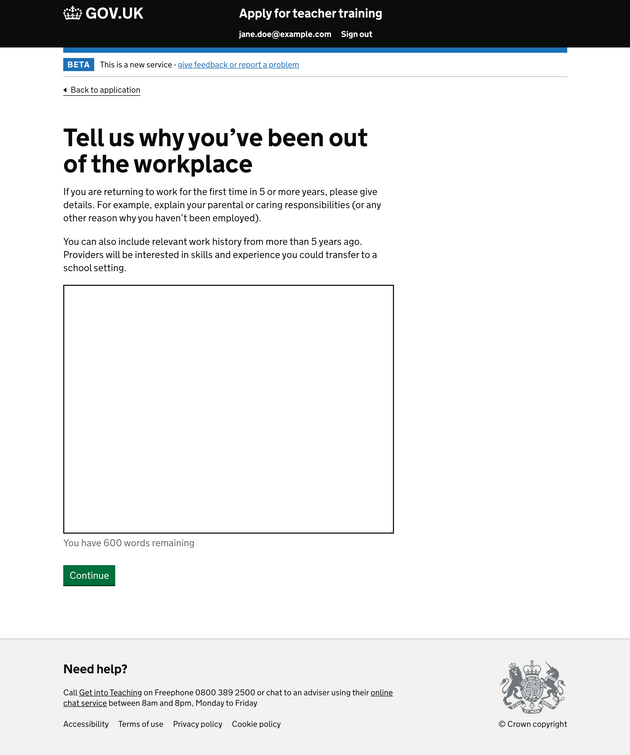 GOV.UK
Apply for teacher training
jane.doe@example.com Sign out
BETA This is a new service - give feedback or report a problem
Back to application
Tell us why you’ve been out
of the workplace
If you are returning to work for the first time in 5 or more years, please give
details. For example, explain your parental or caring responsibilities (or any
other reason why you haven’t been employed).
You can also include relevant work history from more than 5 years ago.
Providers will be interested in skills and experience you could transfer to a
school setting.
You have 600 words remaining
Continue
Need help?
Call Get into Teaching on Freephone 0800 389 2500 or chat to an adviser using their online
chat service between 8am and 8pm, Monday to Friday
Accessibility Terms of use Privacy policy Cookie policy
© Crown copyright